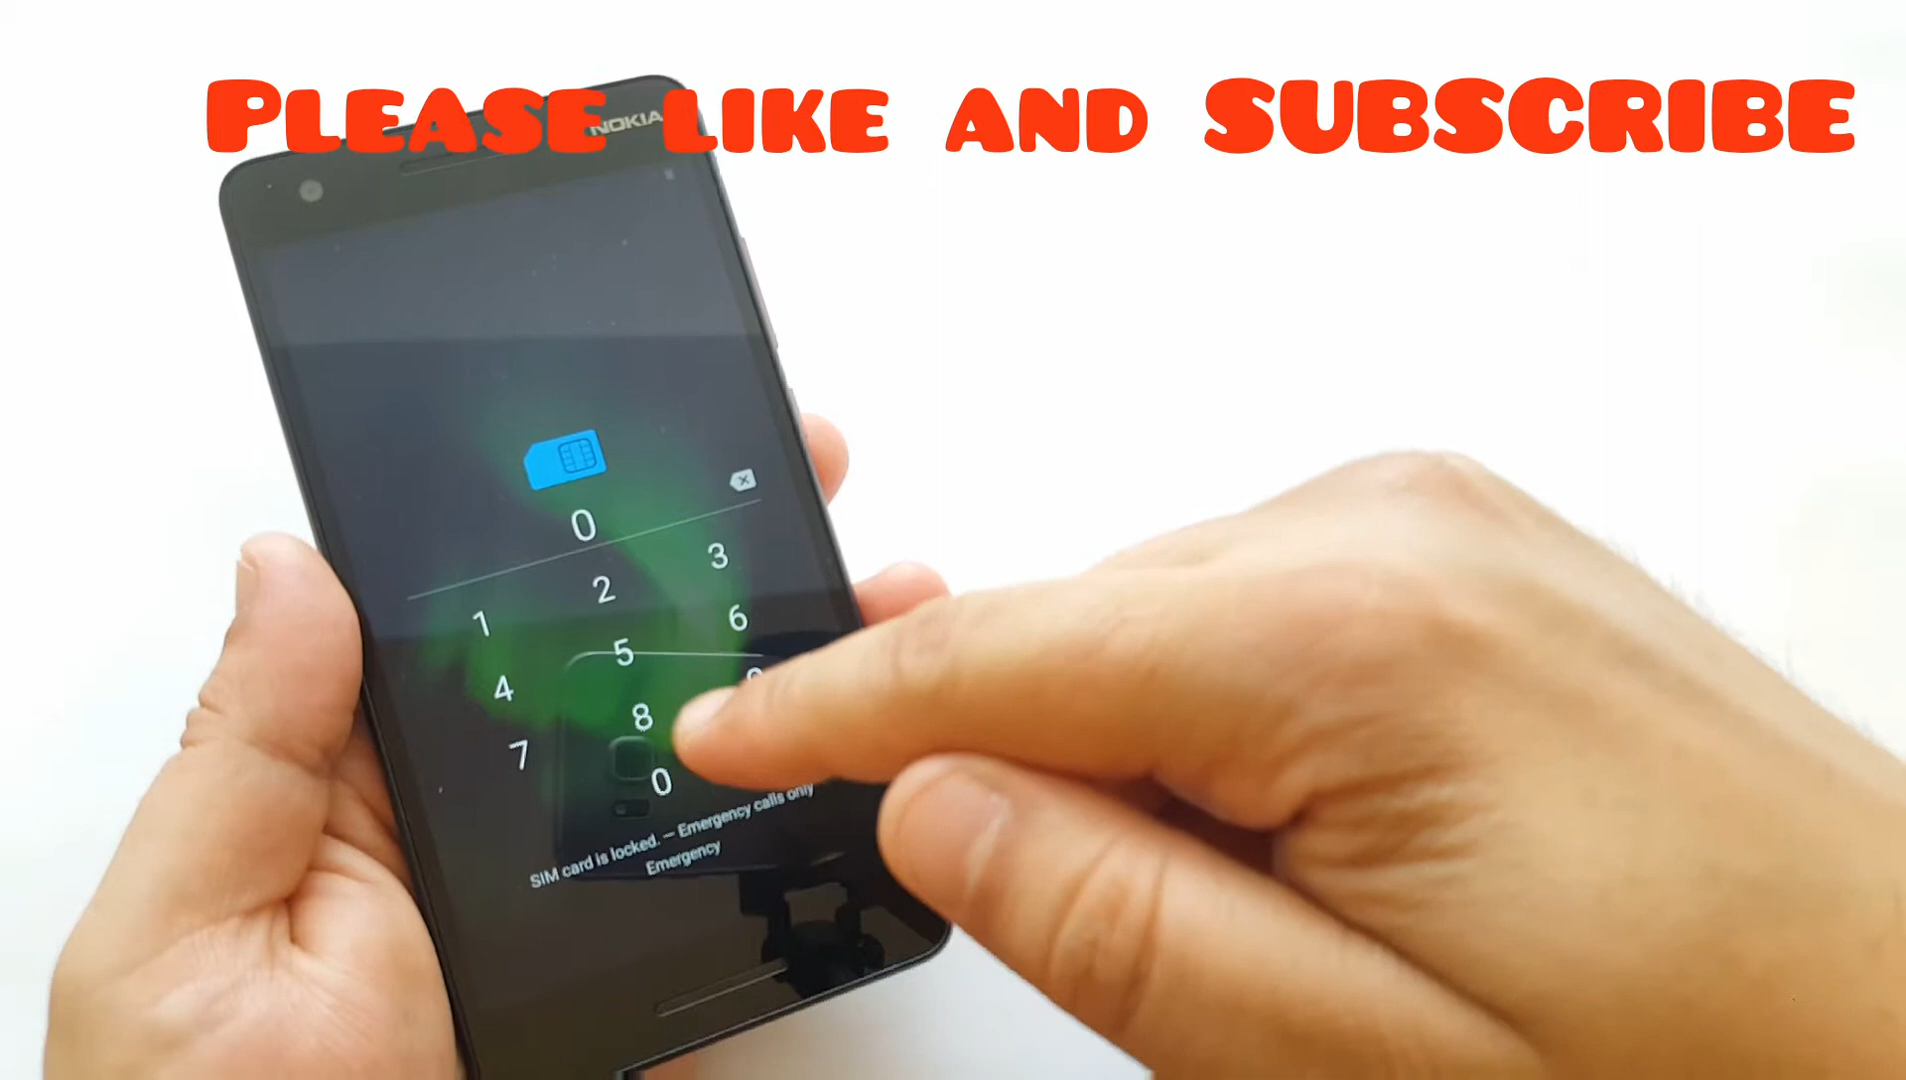 PLEASE LIKE AND SUBSCRIBE
NOKIA
0
1 2 3
4 5 6
7 8
0
SIM card is locked. — Emergency calls only
Emergency